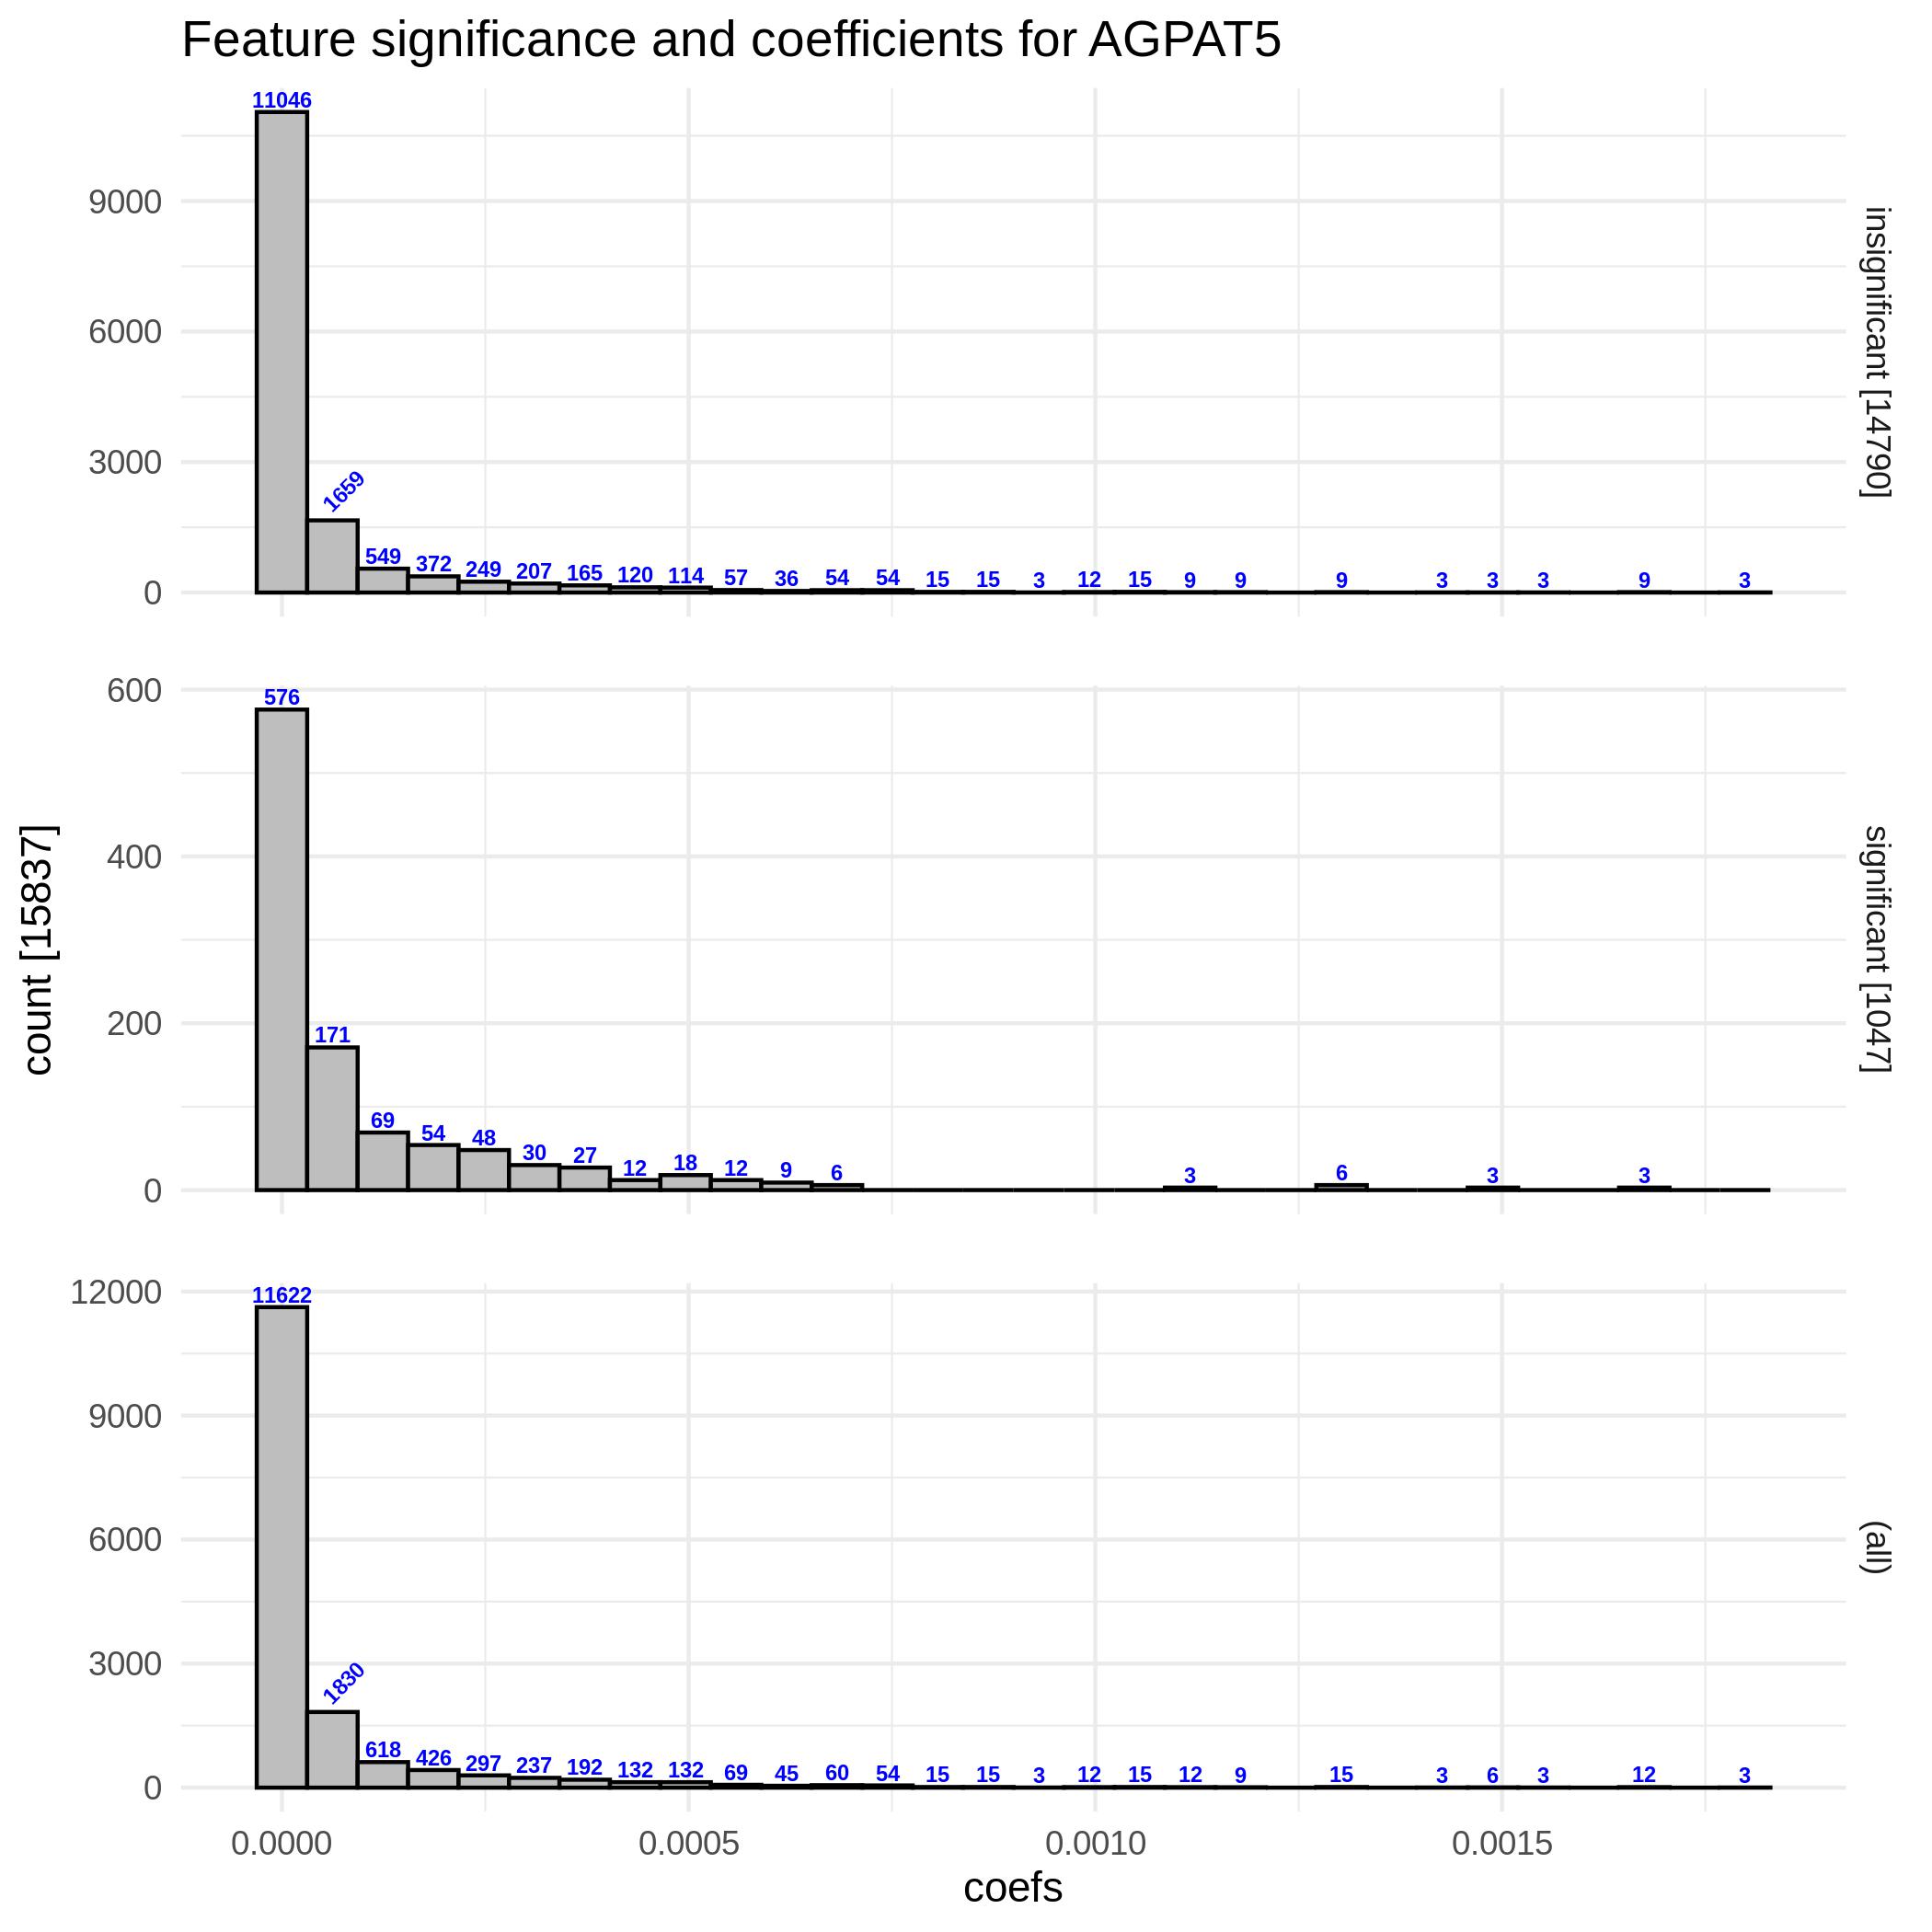 Feature significance and coefficients for AGPAT5
11046
9000
6000
3000
0
1659
549 372 249 207 165 120 114 57 36 54 54 15 15 3 12 15 9 9 9 3 3 3 9 3
insignificant [14790]
count [15837]
600
400
200
0
576
171
69 54 48 30 27 12 18 12 9 6 3 6 3 3
significant [1047]
12000
9000
6000
3000
0
11622
1830
618 426 297 237 192 132 132 69 45 60 54 15 15 3 12 15 12 9 15 3 6 3 12 3
(all)
0.0000 0.0005 0.0010 0.0015
coefs